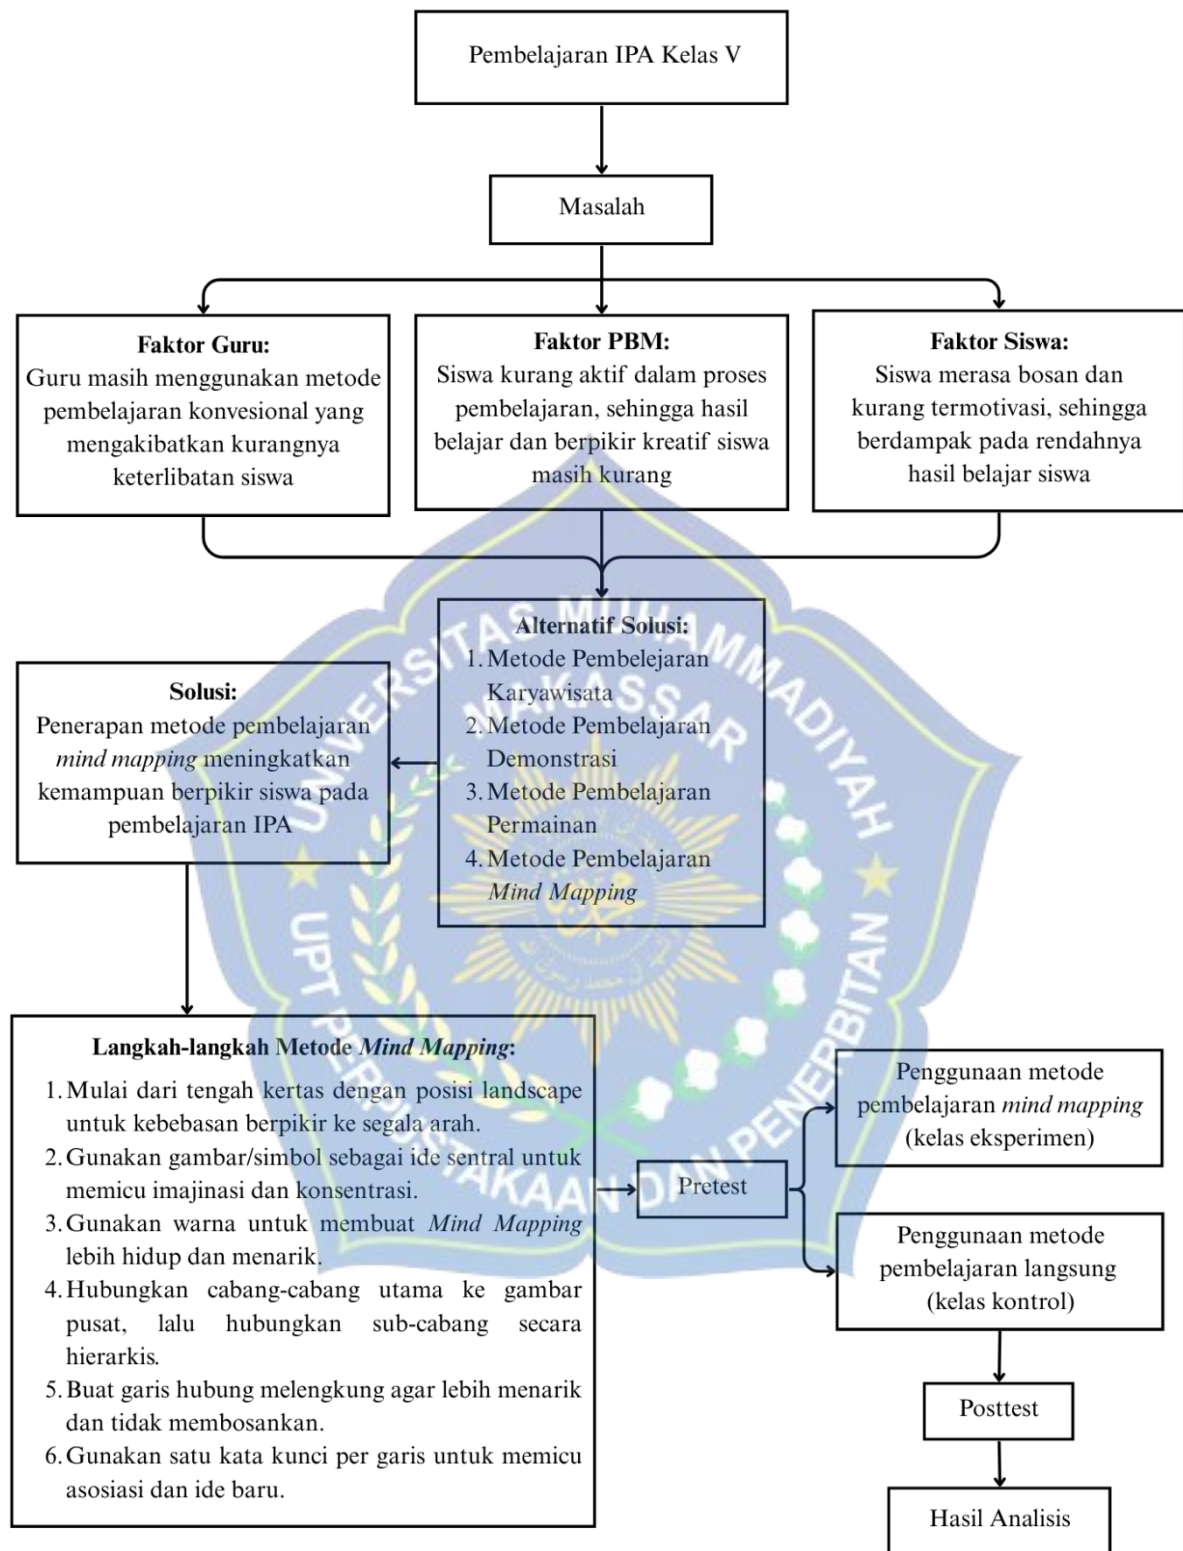 Pembelajaran IPA Kelas V
Masalah
Faktor Guru:
Guru masih menggunakan metode
pembelajaran konvesional yang
mengakibatkan kurangnya
keterlibatan siswa
Faktor PBM:
Siswa kurang aktif dalam proses
pembelajaran, sehingga hasil
belajar dan berpikir kreatif siswa
masih kurang
Faktor Siswa:
Siswa merasa bosan dan
kurang termotivasi, sehingga
berdampak pada rendahnya
hasil belajar siswa
Alternatif Solusi:
1. Metode Pembelejaran
Karyawisata
2. Metode Pembelajaran
Demonstrasi
3. Metode Pembelajaran
Permainan
4. Metode Pembelajaran
Mind Mapping
Solusi:
Penerapan metode pembelajaran
mind mapping meningkatkan
kemampuan berpikir siswa pada
pembelajaran IPA
Langkah-langkah Metode Mind Mapping:
1. Mulai dari tengah kertas dengan posisi landscape
untuk kebebasan berpikir ke segala arah.
2. Gunakan gambar/simbol sebagai ide sentral untuk
memicu imajinasi dan konsentrasi.
3. Gunakan warna untuk membuat Mind Mapping
lebih hidup dan menarik.
4. Hubungkan cabang-cabang utama ke gambar
pusat, lalu hubungkan sub-cabang secara
hierarkis.
5. Buat garis hubung melengkung agar lebih menarik
dan tidak membosankan.
6. Gunakan satu kata kunci per garis untuk memicu
asosiasi dan ide baru.
Pretest
Penggunaan metode
pembelajaran mind mapping
(kelas eksperimen)
Penggunaan metode
pembelajaran langsung
(kelas kontrol)
Posttest
Hasil Analisis
UNIVERSITAS MUHAMMADIYAH
MAKASSAR
UPT PERPUSTAKAAN DAN PENERBITAN